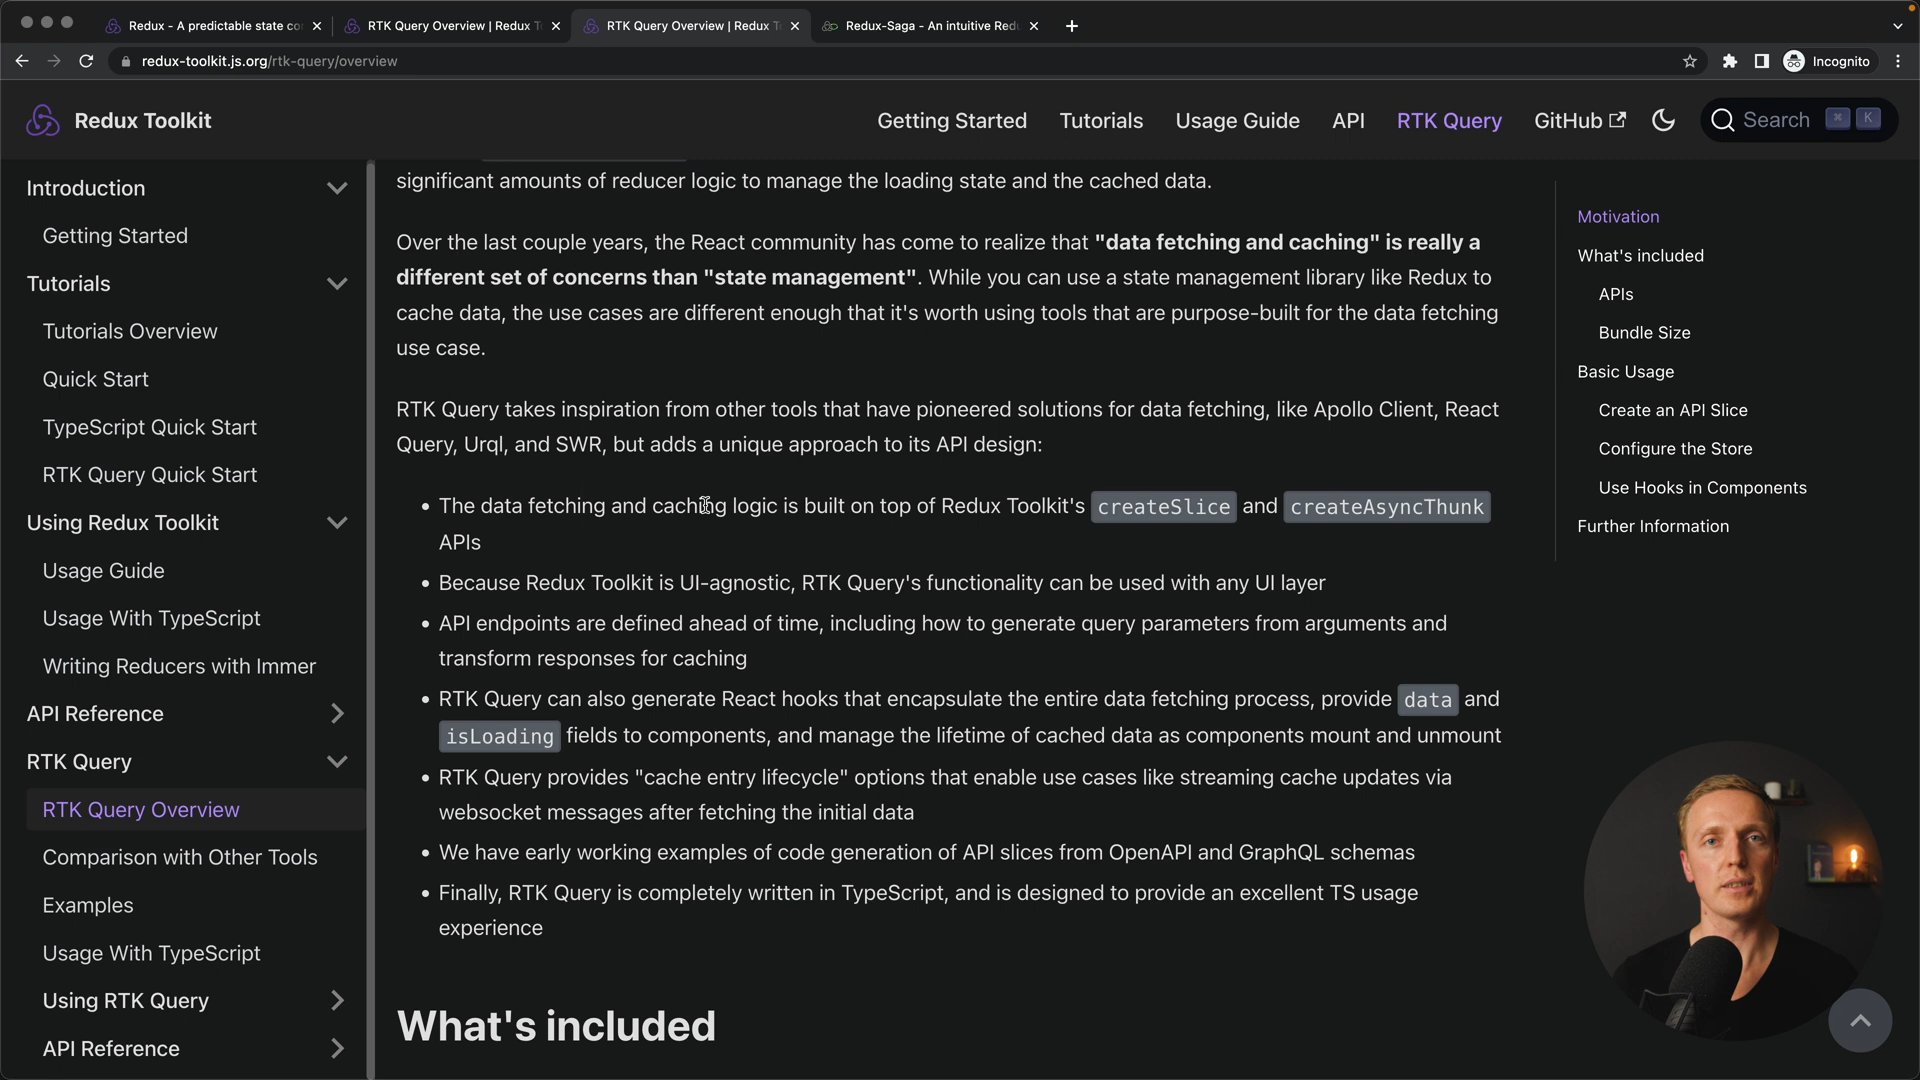 Redux - A predictable state co
RTK Query Overview | Redux T
RTK Query Overview | Redux T
Redux-Saga - An intuitive Red
redux-toolkit.js.org/rtk-query/overview
Incognito
Redux Toolkit
Getting Started
Tutorials
Usage Guide
API
RTK Query
GitHub
Search
⌘ K
Introduction
Getting Started
Tutorials
Tutorials Overview
Quick Start
TypeScript Quick Start
RTK Query Quick Start
Using Redux Toolkit
Usage Guide
Usage With TypeScript
Writing Reducers with Immer
API Reference
RTK Query
RTK Query Overview
Comparison with Other Tools
Examples
Usage With TypeScript
Using RTK Query
API Reference
significant amounts of reducer logic to manage the loading state and the cached data.
Over the last couple years, the React community has come to realize that "data fetching and caching" is really a
different set of concerns than "state management". While you can use a state management library like Redux to
cache data, the use cases are different enough that it's worth using tools that are purpose-built for the data fetching
use case.
RTK Query takes inspiration from other tools that have pioneered solutions for data fetching, like Apollo Client, React
Query, Urql, and SWR, but adds a unique approach to its API design:
• The data fetching and caching logic is built on top of Redux Toolkit's createSlice and createAsyncThunk
APIs
• Because Redux Toolkit is UI-agnostic, RTK Query's functionality can be used with any UI layer
• API endpoints are defined ahead of time, including how to generate query parameters from arguments and
transform responses for caching
• RTK Query can also generate React hooks that encapsulate the entire data fetching process, provide data and
isLoading fields to components, and manage the lifetime of cached data as components mount and unmount
• RTK Query provides "cache entry lifecycle" options that enable use cases like streaming cache updates via
websocket messages after fetching the initial data
• We have early working examples of code generation of API slices from OpenAPI and GraphQL schemas
• Finally, RTK Query is completely written in TypeScript, and is designed to provide an excellent TS usage
experience
What's included
Motivation
What's included
APIs
Bundle Size
Basic Usage
Create an API Slice
Configure the Store
Use Hooks in Components
Further Information